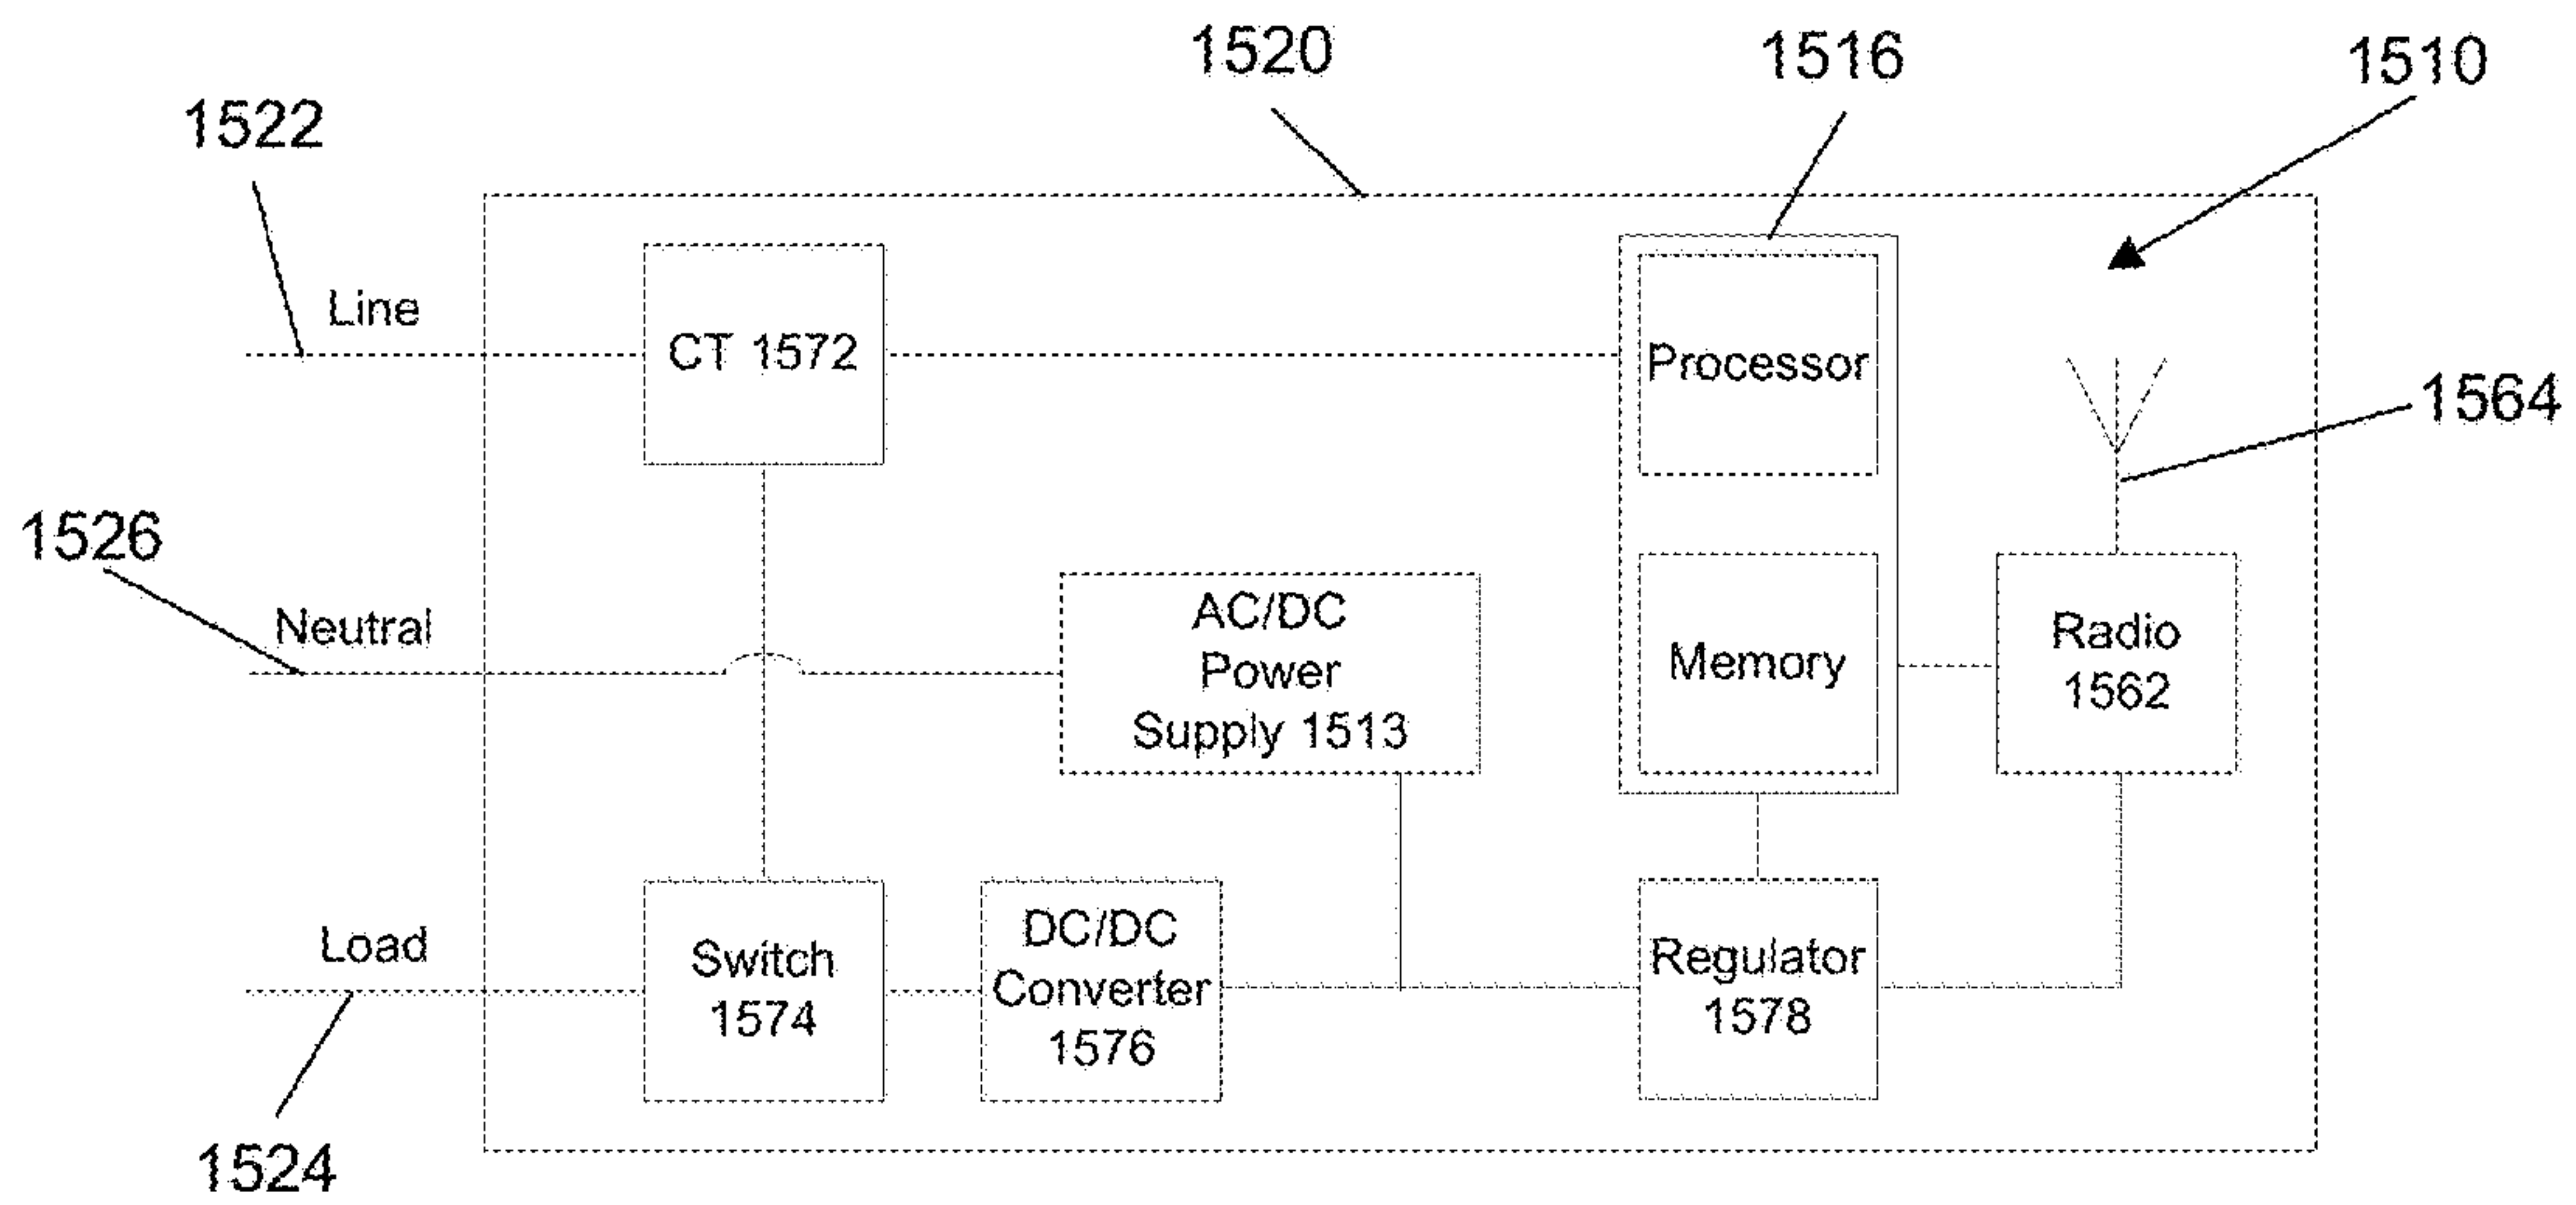 1520
1516
1510
1522
Line
CT 1572
Processor
1564
1526
Neutral
AC/DC
Power
Supply 1513
Memory
Radio
1562
Load
Switch
1574
DC/DC
Converter
1576
Regulator
1578
1524